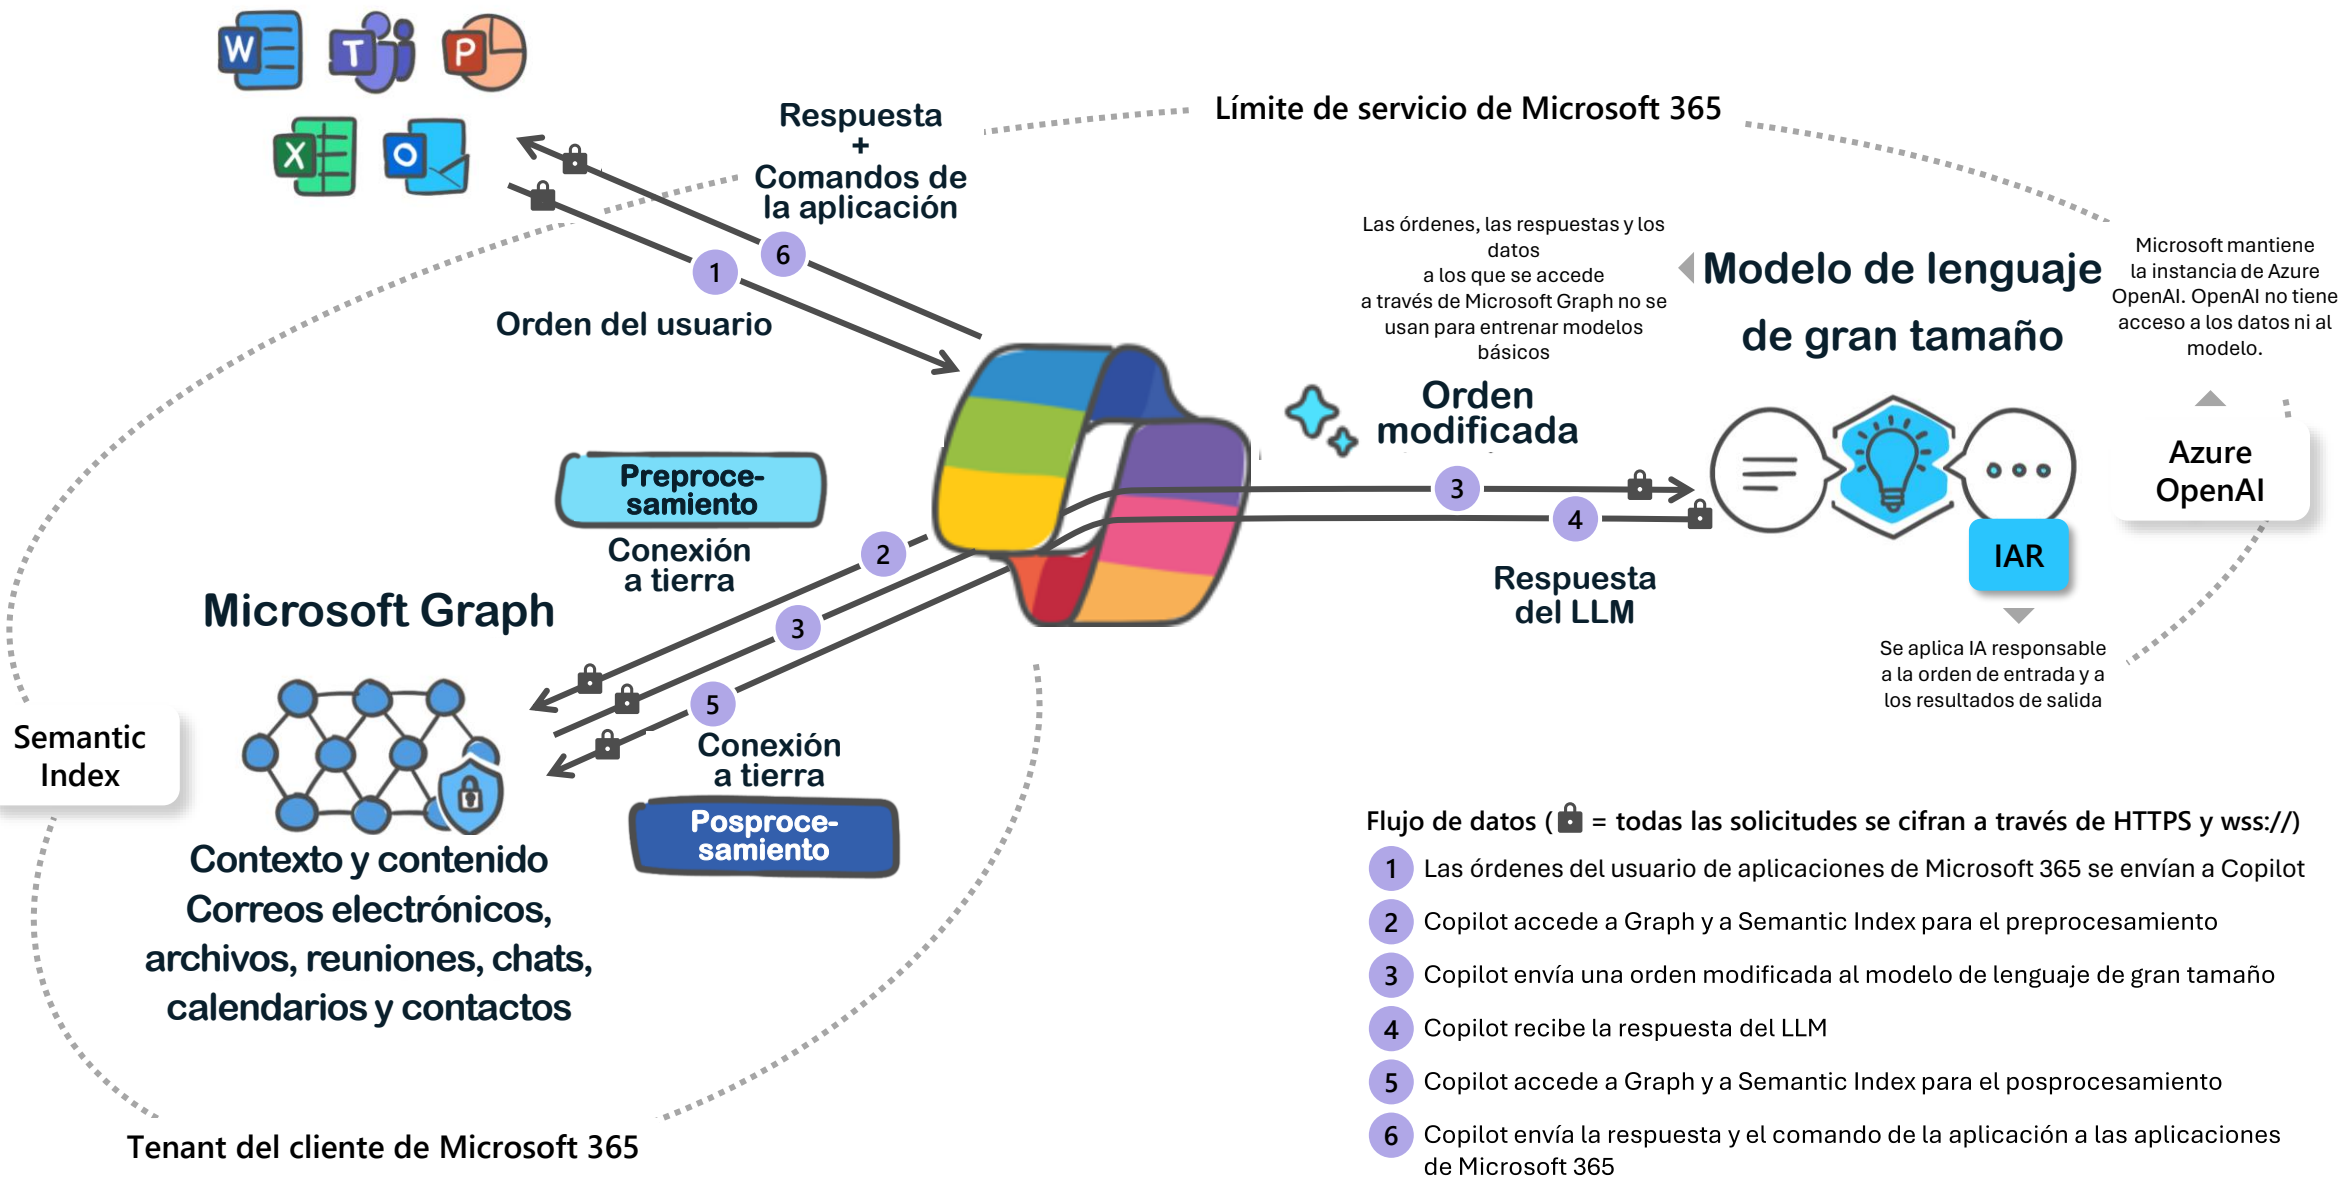 W
T
P
X
O
Respuesta
+
Comandos de
la aplicación
Límite de servicio de Microsoft 365
6
1
Orden del usuario
Las órdenes, las respuestas y los
datos
a los que se accede
a través de Microsoft Graph no se
usan para entrenar modelos
básicos
Modelo de lenguaje
de gran tamaño
Microsoft mantiene
la instancia de Azure
OpenAI. OpenAI no tiene
acceso a los datos ni al
modelo.
Orden
modificada
Azure
OpenAI
3
4
IAR
Respuesta
del LLM
Se aplica IA responsable
a la orden de entrada y a
los resultados de salida
Preproce-
samiento
Conexión
a tierra
2
3
5
Microsoft Graph
Semantic
Index
Conexión
a tierra
Posproce-
samiento
Contexto y contenido
Correos electrónicos,
archivos, reuniones, chats,
calendarios y contactos
Tenant del cliente de Microsoft 365
Flujo de datos ( = todas las solicitudes se cifran a través de HTTPS y wss://)
1 Las órdenes del usuario de aplicaciones de Microsoft 365 se envían a Copilot
2 Copilot accede a Graph y a Semantic Index para el preprocesamiento
3 Copilot envía una orden modificada al modelo de lenguaje de gran tamaño
4 Copilot recibe la respuesta del LLM
5 Copilot accede a Graph y a Semantic Index para el posprocesamiento
6 Copilot envía la respuesta y el comando de la aplicación a las aplicaciones
de Microsoft 365